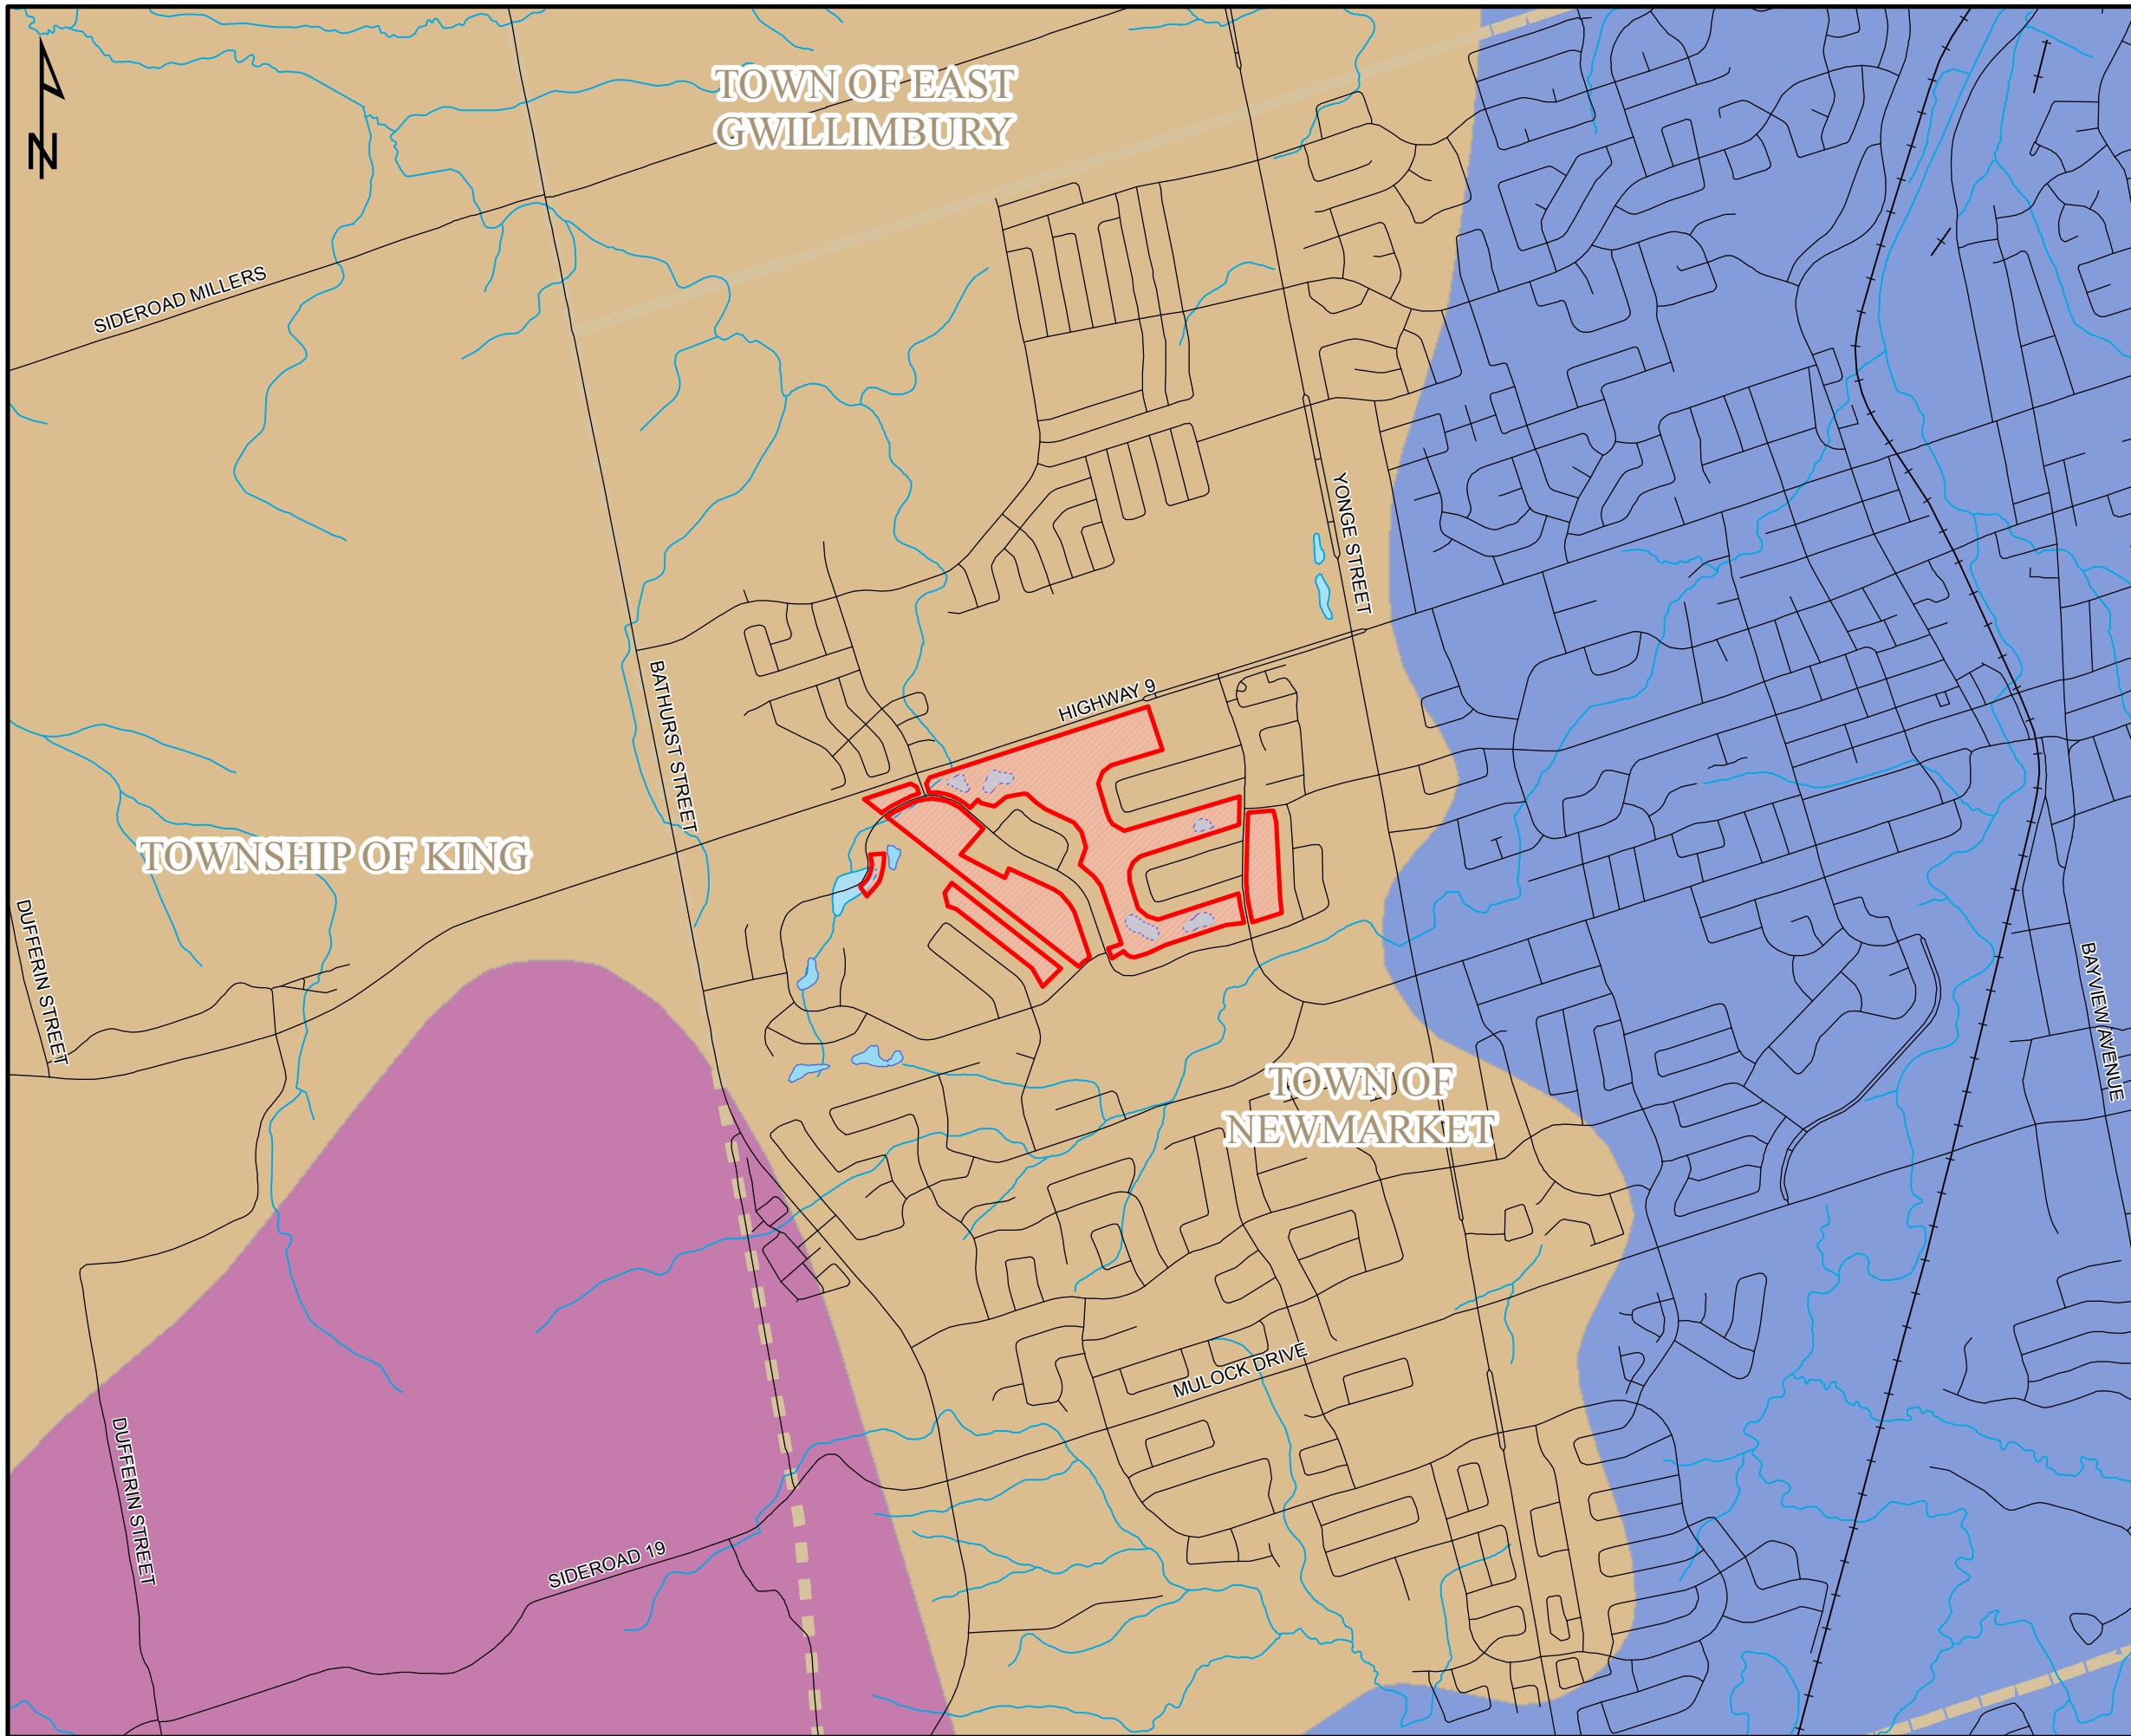 TOWN OF EAST
GWILLIMBURY
N
SIDEROAD MILLERS
YONGE STREET
BATHURST STREET
HIGHWAY 9
TOWNSHIP OF KING
DUFFERIN STREET
BAYVIEW AVENUE
TOWN OF
NEWMARKET
MULOCK DRIVE
DUFFERIN STREET
SIDEROAD 19